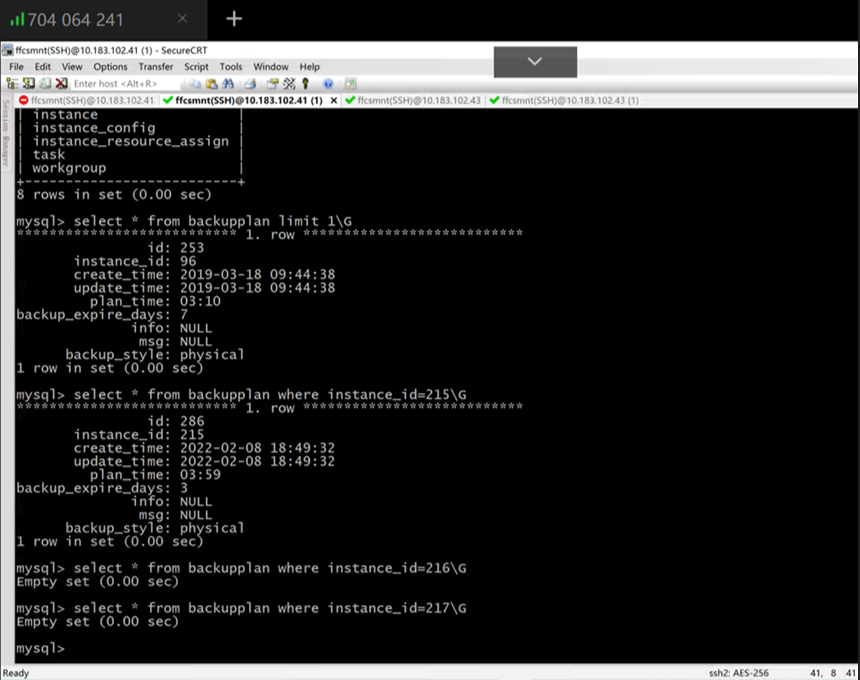 704 064 241
ffcsmnt(SSH)@10.183.102.41 (1) - SecureCRT
File Edit View Options Transfer Script Tools Window Help
Enter host <Alt+R>
ffcsmnt(SSH)@10.183.102.41 ffcsmnt(SSH)@10.183.102.41 (1) ffcsmnt(SSH)@10.183.102.43 ffcsmnt(SSH)@10.183.102.43 (1)
Session Manager
| instance |
| instance_config |
| instance_resource_assign |
| task |
| workgroup |
+--------------------------+
8 rows in set (0.00 sec)
mysql> select * from backupplan limit 1\G
*************************** 1. row ***************************
id: 253
instance_id: 96
create_time: 2019-03-18 09:44:38
update_time: 2019-03-18 09:44:38
plan_time: 03:10
backup_expire_days: 7
info: NULL
msg: NULL
backup_style: physical
1 row in set (0.00 sec)
mysql> select * from backupplan where instance_id=215\G
*************************** 1. row ***************************
id: 286
instance_id: 215
create_time: 2022-02-08 18:49:32
update_time: 2022-02-08 18:49:32
plan_time: 03:59
backup_expire_days: 3
info: NULL
msg: NULL
backup_style: physical
1 row in set (0.00 sec)
mysql> select * from backupplan where instance_id=216\G
Empty set (0.00 sec)
mysql> select * from backupplan where instance_id=217\G
Empty set (0.00 sec)
mysql>
Ready ssh2: AES-256 41, 8 41